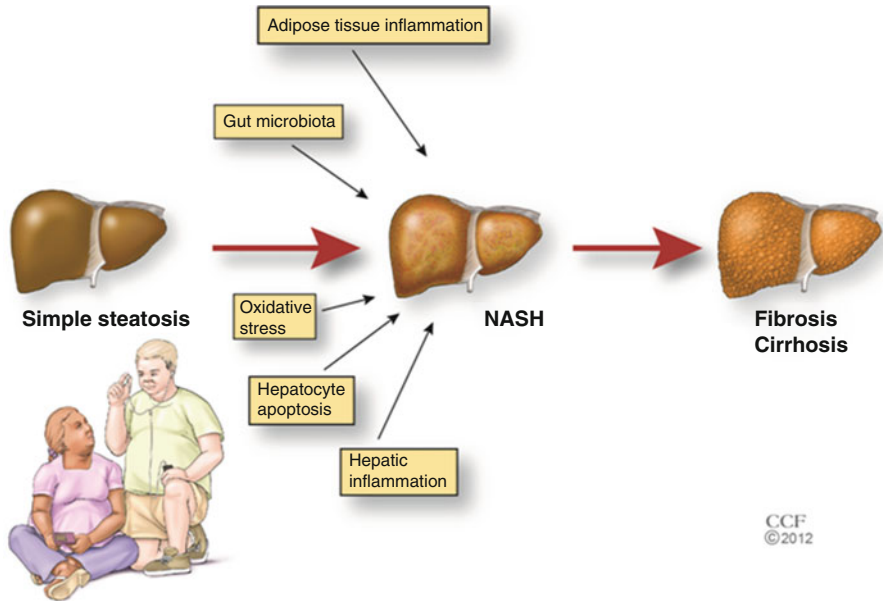 Adipose tissue inflammation
Gut microbiota
Simple steatosis
Oxidative
stress
NASH
Fibrosis
Cirrhosis
Hepatocyte
apoptosis
Hepatic
inflammation
CCF
©2012